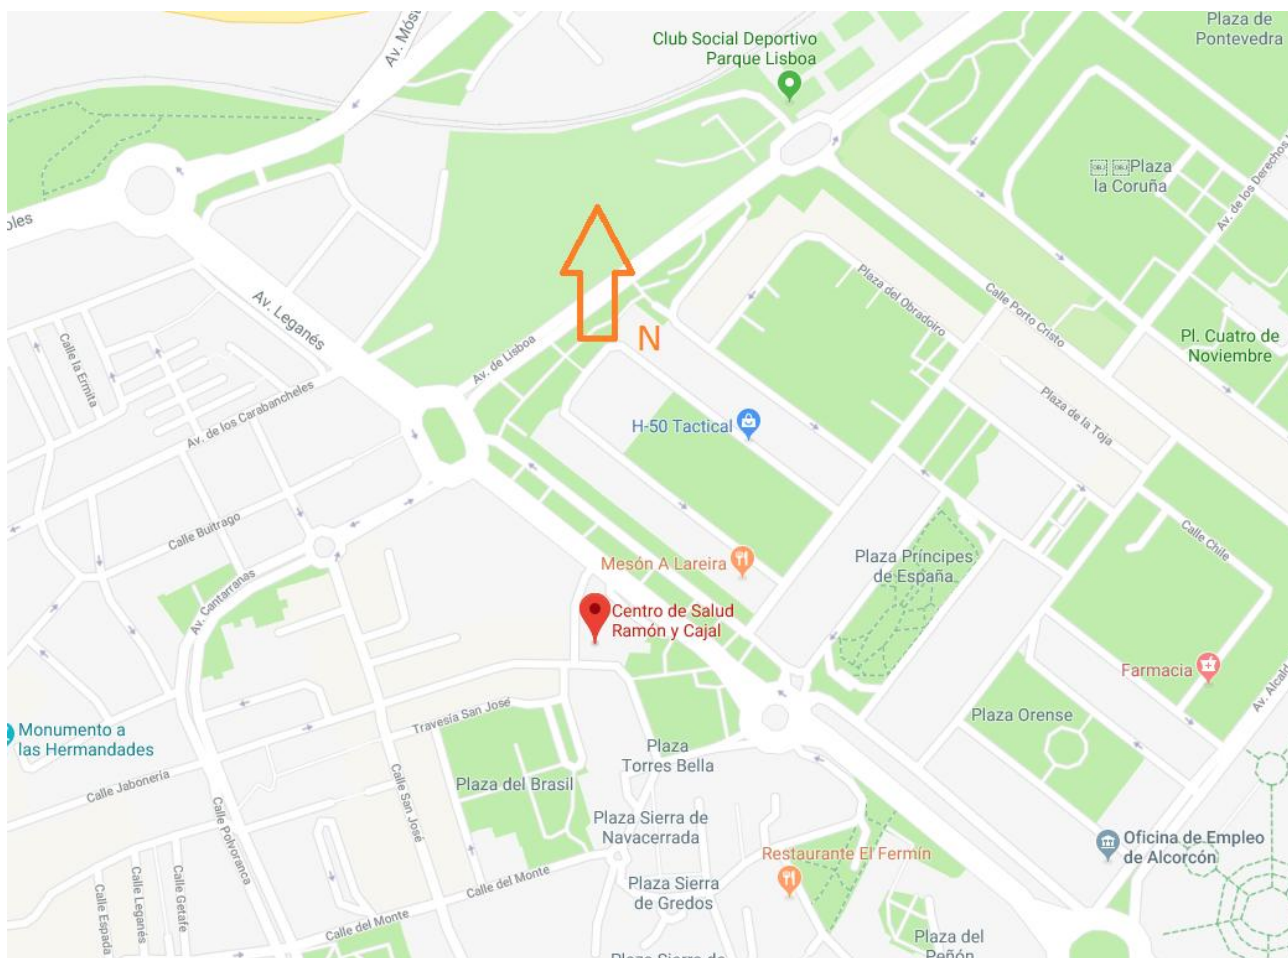 Plaza de
Pontevedra
Club Social Deportivo
Parque Lisboa
Av. Móst
Plaza
la Coruña
Av. de los Derechos
oles
Av. Leganés
Plaza del Obradoiro
Calle Porto Cristo
N
Pl. Cuatro de
Noviembre
Calle la Ermita
Av. de Lisboa
Av. de los Carabancheles
Plaza de la Toja
H-50 Tactical
Calle Buitrago
Calle Chile
Mesón A Lareira
Plaza Príncipes
de España
Av. Cantarranas
Centro de Salud
Ramón y Cajal
Farmacia
Av. Alcald
Travesía San José
Plaza Orense
Monumento a
las Hermandades
Plaza
Torres Bella
Calle Jabonería
Plaza del Brasil
Calle San José
Calle Polvoranca
Plaza Sierra de
Navacerrada
Restaurante El Fermín
Oficina de Empleo
de Alcorcón
Calle del Monte
Plaza Sierra
de Gredos
Calle Getafe
Calle Leganés
Calle Espada
Calle del Monte
Plaza del
Peñón
Plaza Sierra de